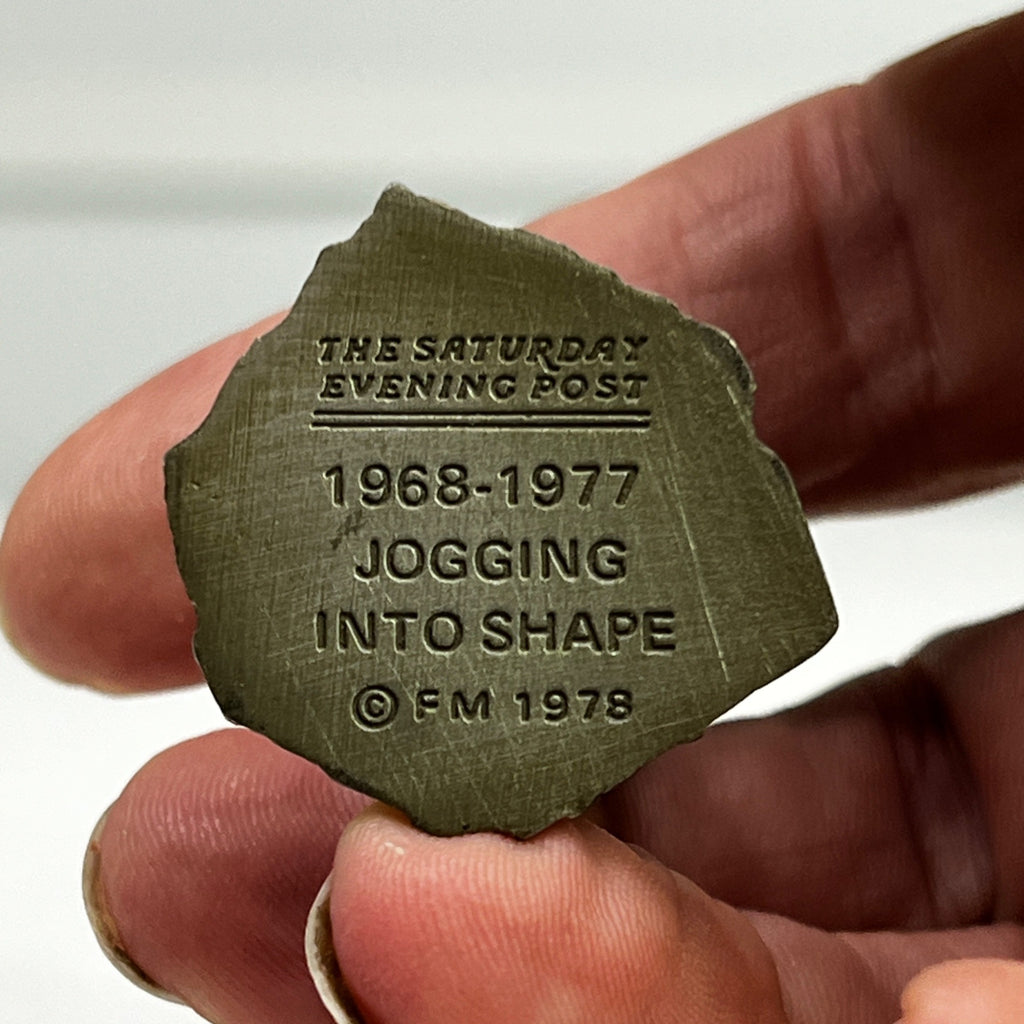 THE SATURDAY
EVENING POST
1968-1977
JOGGING
INTO SHAPE
© FM 1978